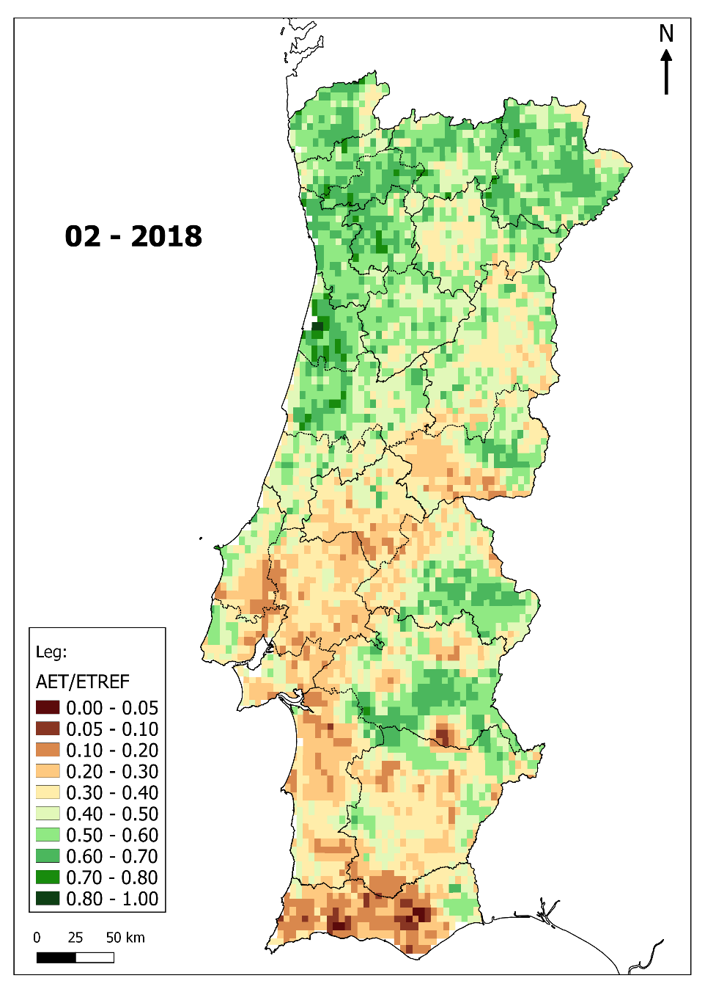 N
02 - 2018
Leg:
AET/ETREF
0.00 - 0.05
0.05 - 0.10
0.10 - 0.20
0.20 - 0.30
0.30 - 0.40
0.40 - 0.50
0.50 - 0.60
0.60 - 0.70
0.70 - 0.80
0.80 - 1.00
0 25 50 km